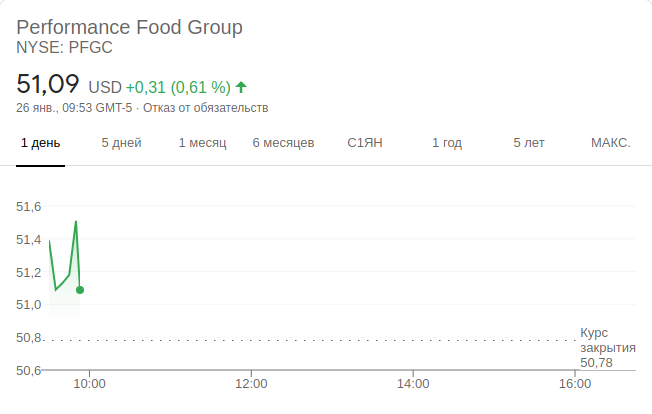 Performance Food Group
NYSE: PFGC
51,09 USD +0,31 (0,61 %)
26 янв., 09:53 GMT-5 · Отказ от обязательств
1 день 5 дней 1 месяц 6 месяцев С1ЯН 1 год 5 лет МАКС.
51,6
51,4
51,2
51,0
50,8
50,6
Курс
закрытия
50,78
10:00 12:00 14:00 16:00